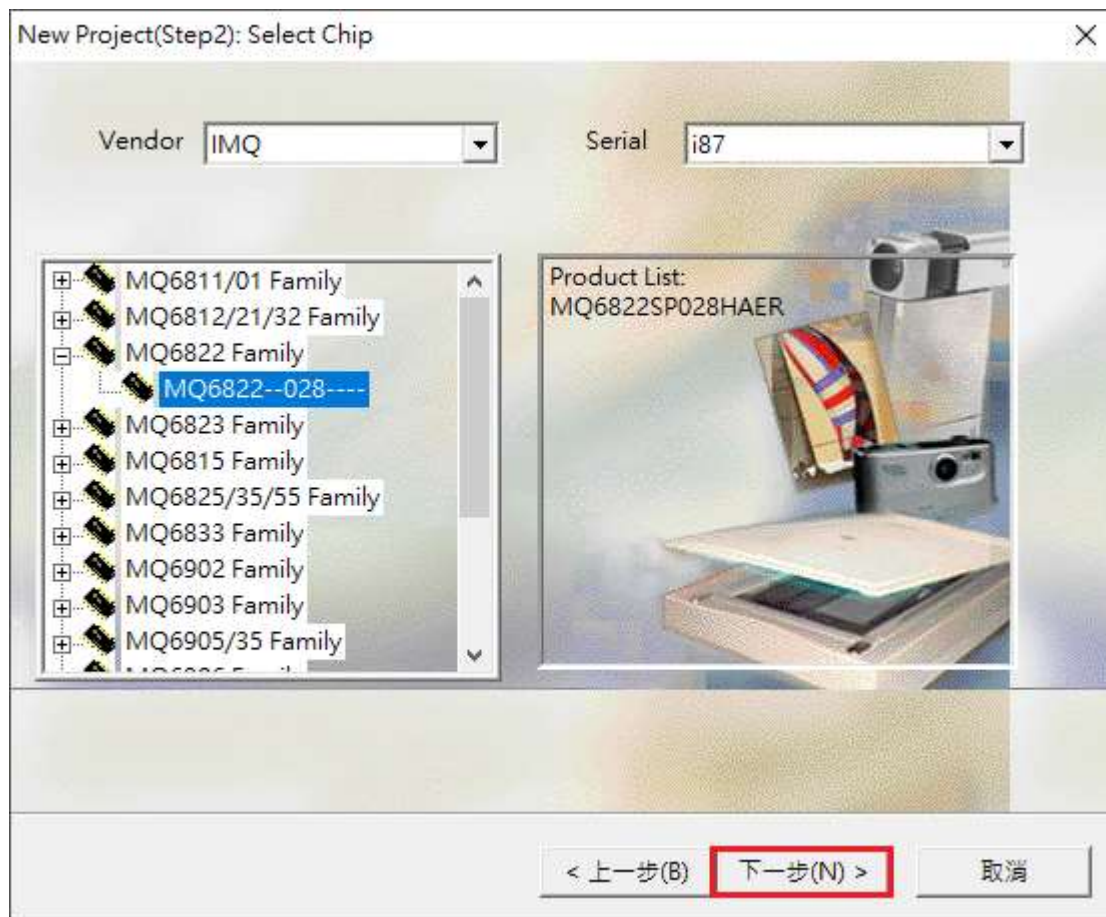 New Project(Step2): Select Chip
Vendor IMQ Serial i87
MQ6811/01 Family
MQ6812/21/32 Family
MQ6822 Family
MQ6822--028----
MQ6823 Family
MQ6815 Family
MQ6825/35/55 Family
MQ6833 Family
MQ6902 Family
MQ6903 Family
MQ6905/35 Family
Product List:
MQ6822SP028HAER
< 上一步(B) 下一步(N) > 取消